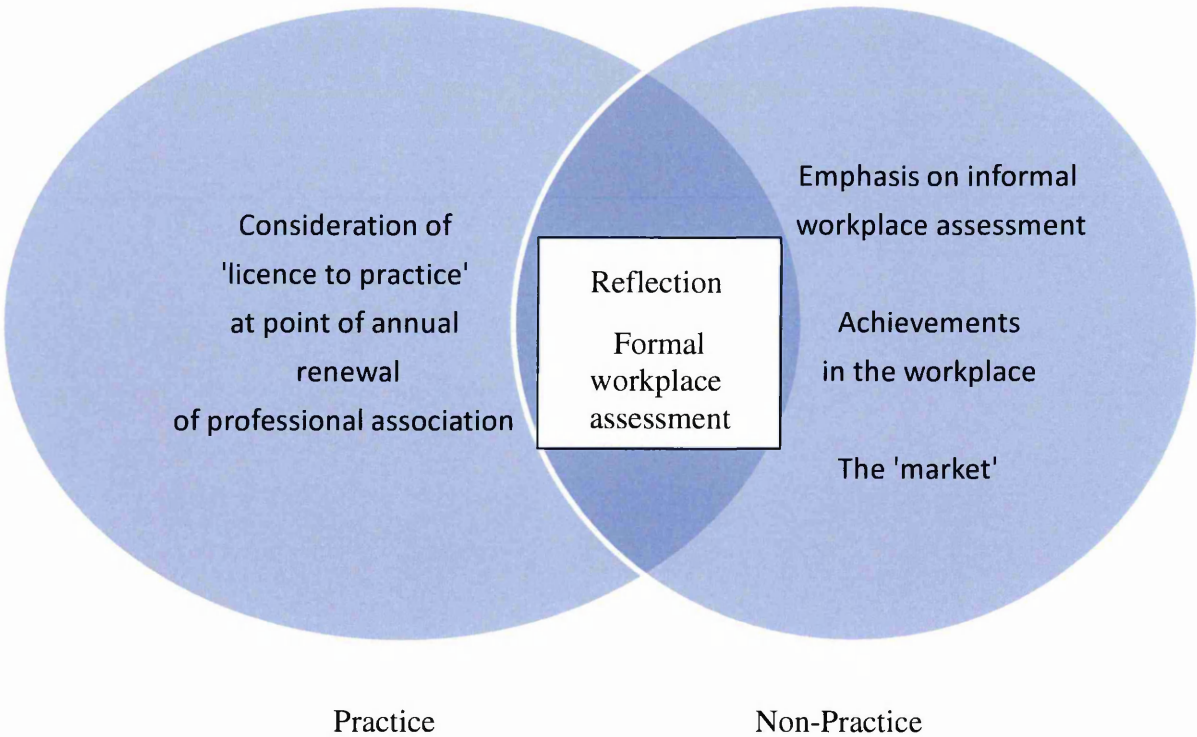 Consideration of
'licence to practice'
at point of annual
renewal
of professional association
Reflection
Formal
workplace
assessment
Emphasis on informal
workplace assessment
Achievements
in the workplace
The 'market'
Practice
Non-Practice